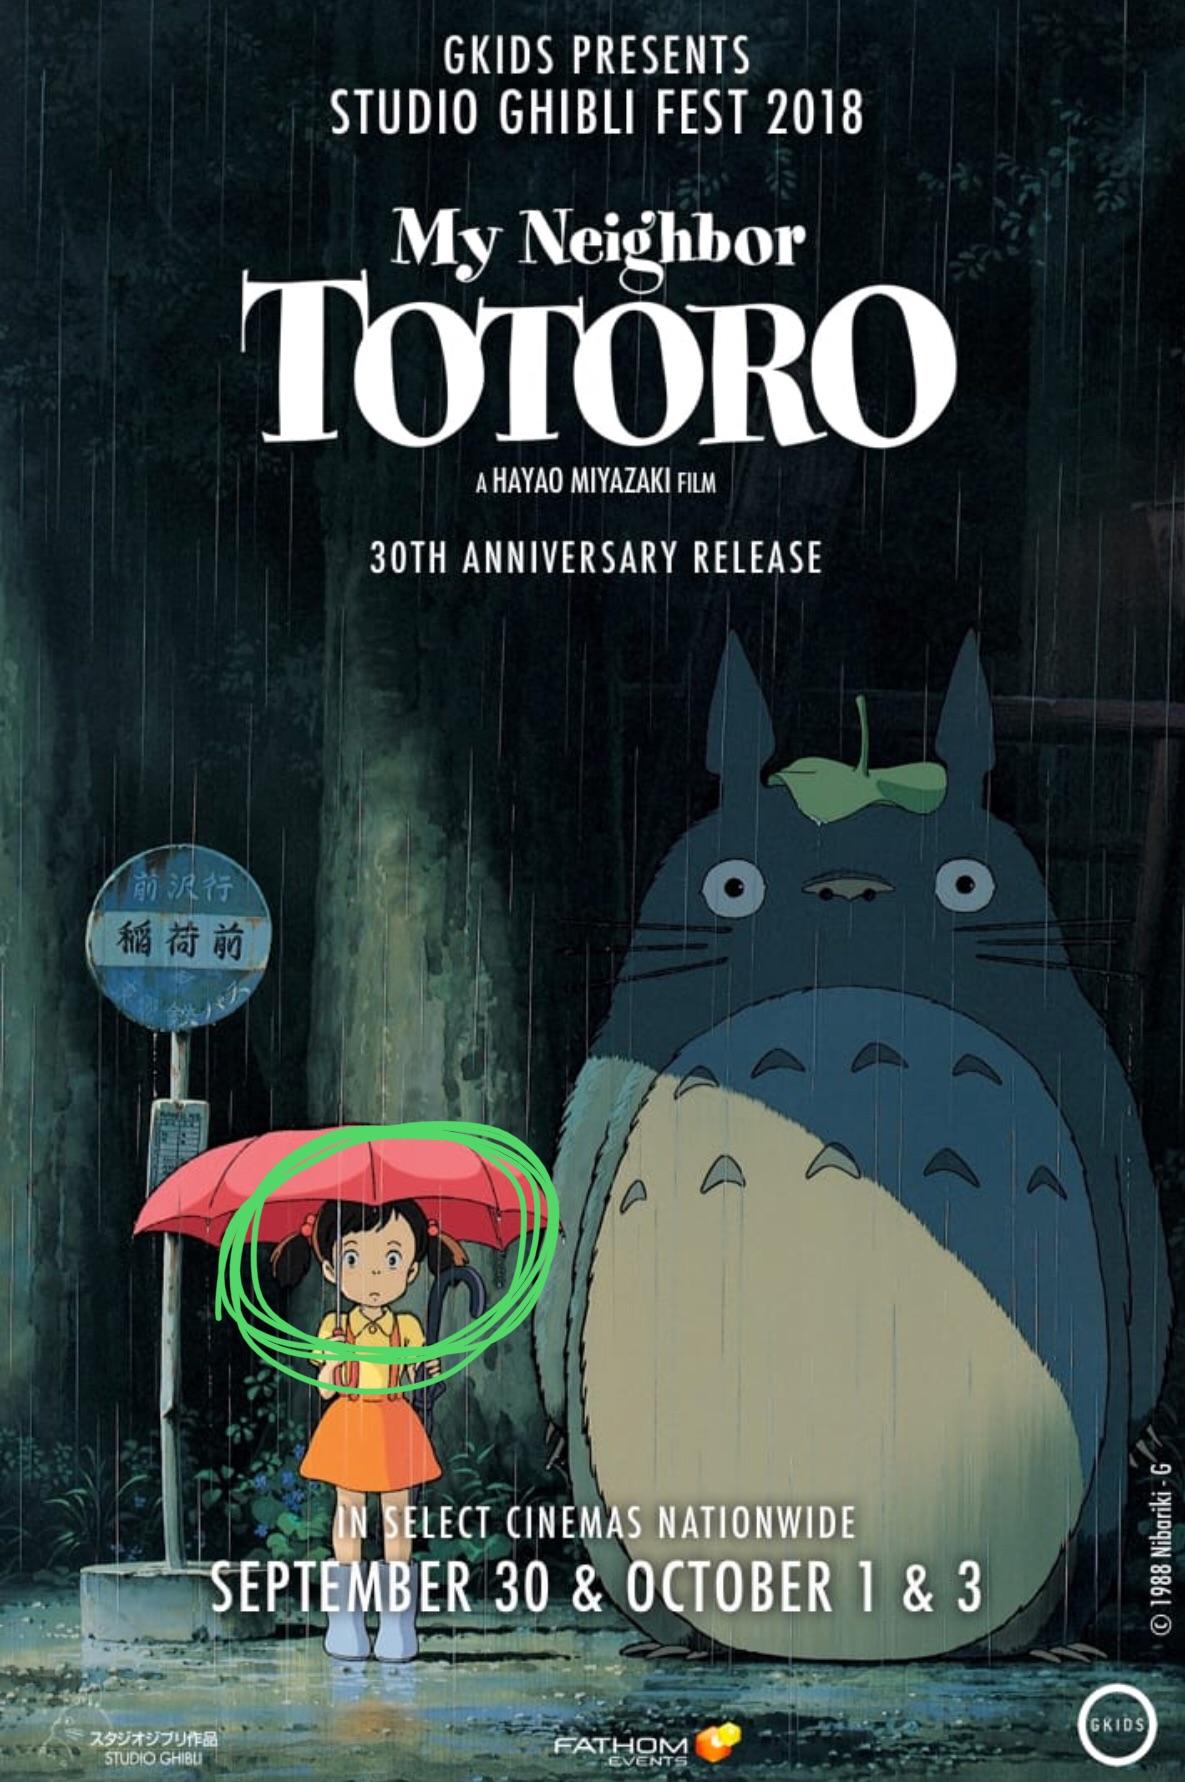 GKIDS PRESENTS
STUDIO GHIBLI FEST 2018
My Neighbor
TOTORO
A HAYAO MIYAZAKI FILM
30TH ANNIVERSARY RELEASE
前沢行
稲荷前
IN SELECT CINEMAS NATIONWIDE
SEPTEMBER 30 & OCTOBER 1 & 3
© 1988 Nibariki - G
スタジオジブリ作品
STUDIO GHIBLI
FATHOM
EVENTS
GKIDS